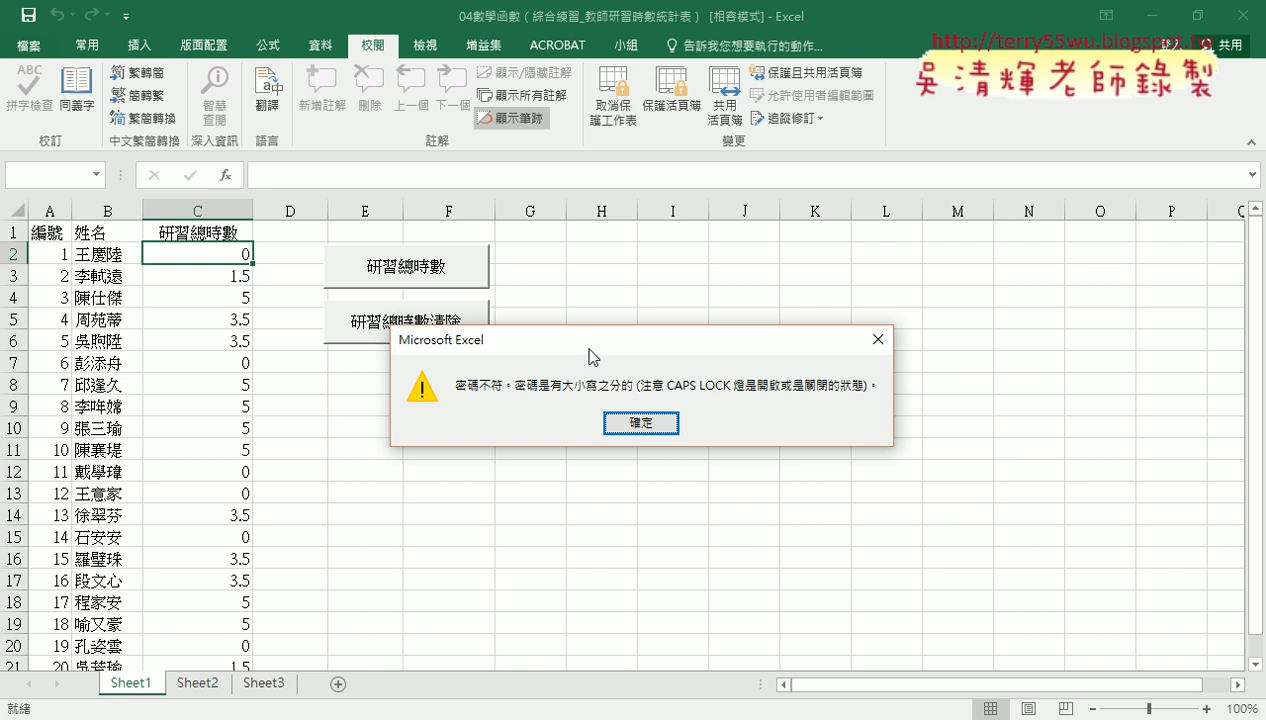 04數學函數（綜合練習_教師研習時數統計表） [相容模式] - Excel
檔案 常用 插入 版面配置 公式 資料 校閱 檢視 增益集 ACROBAT 小組 告訴我您想要執行的動作... 共用
http://terry55wu.blogspot.tw
吳清輝老師錄製
ABC 拼字檢查 同義字
校訂
繁轉簡
簡轉繁
繁簡轉換
中文繁簡轉換
智慧查閱
深入資訊
翻譯
語言
新增註解 刪除 上一個 下一個
顯示/隱藏註解
顯示所有註解
顯示筆跡
註解
取消保護工作表 保護活頁簿 共用活頁簿
保護且共用活頁簿
允許使用者編輯範圍
追蹤修訂
變更
fx
A B C D E F G H I J K L M N O P Q
1 編號 姓名 研習總時數
2 1 王慶陸 0
3 2 李軾遠 1.5
4 3 陳仕傑 5
5 4 周苑蒂 3.5
6 5 吳煦陞 3.5
7 6 彭添舟 0
8 7 邱逢久 5
9 8 李哖嫦 5
10 9 張三瑜 5
11 10 陳襄堤 5
12 11 戴學瑋 0
13 12 王意家 0
14 13 徐翠芬 3.5
15 14 石安安 0
16 15 羅璧珠 3.5
17 16 段文心 3.5
18 17 程家安 5
19 18 喻又豪 5
20 19 孔姿雲 0
21 20 1.5
研習總時數
研習總時數清除
Microsoft Excel
密碼不符。密碼是有大小寫之分的 (注意 CAPS LOCK 燈是開啟或是關閉的狀態)。
確定
Sheet1 Sheet2 Sheet3
就緒 100%